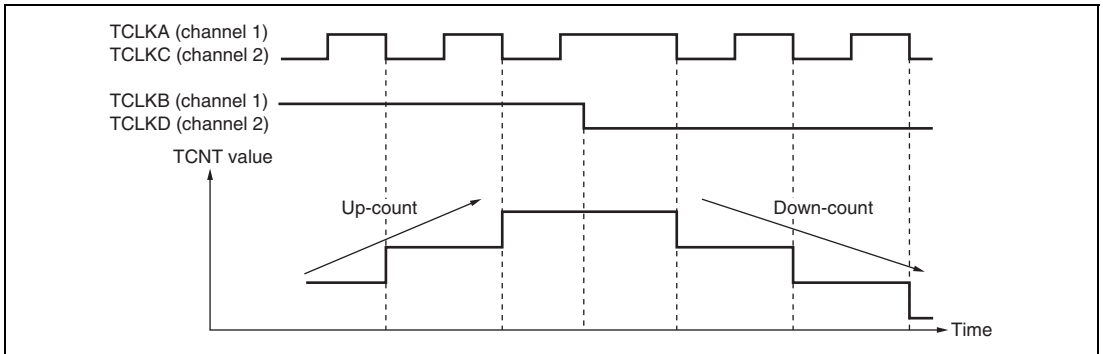 TCLKA (channel 1)
TCLKC (channel 2)
TCLKB (channel 1)
TCLKD (channel 2)
TCNT value
Up-count
Down-count
Time